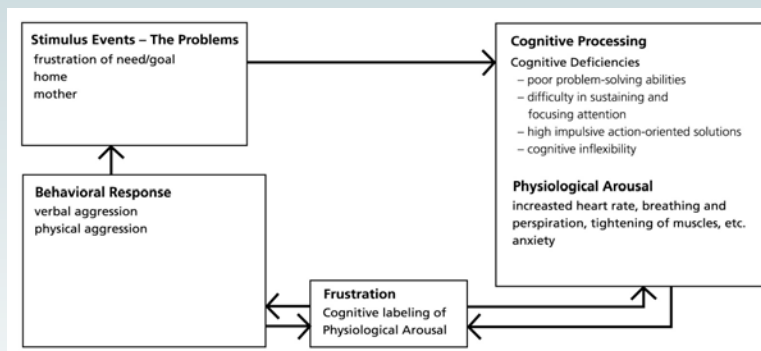 Stimulus Events – The Problems
frustration of need/goal
home
mother
Cognitive Processing
Cognitive Deficiencies
– poor problem-solving abilities
– difficulty in sustaining and
focusing attention
– high impulsive action-oriented solutions
– cognitive inflexibility
Physiological Arousal
increasted heart rate, breathing and
perspiration, tightening of muscles, etc.
anxiety
Behavioral Response
verbal aggression
physical aggression
Frustration
Cognitive labeling of
Physiological Arousal